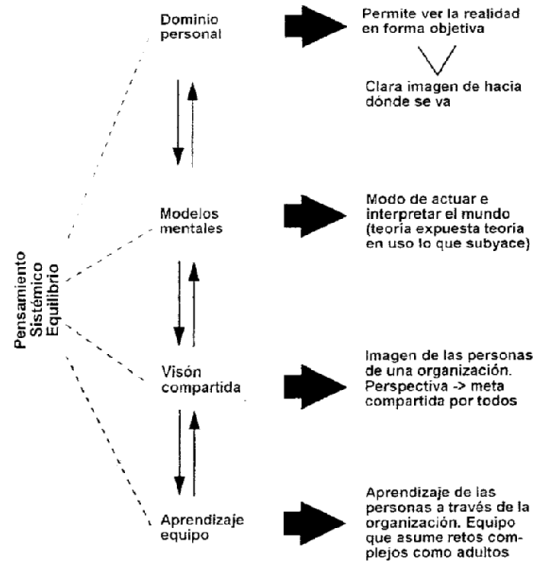 Dominio
personal
Permite ver la realidad
en forma objetiva
Clara imagen de hacia
dónde se va
Modelos
mentales
Modo de actuar e
interpretar el mundo
(teoría expuesta teoría
en uso lo que subyace)
Pensamiento
Sistémico
Equilibrio
Visón
compartida
Imagen de las personas
de una organización.
Perspectiva -> meta
compartida por todos
Aprendizaje
equipo
Aprendizaje de las
personas a través de la
organización. Equipo
que asume retos com-
plejos como adultos